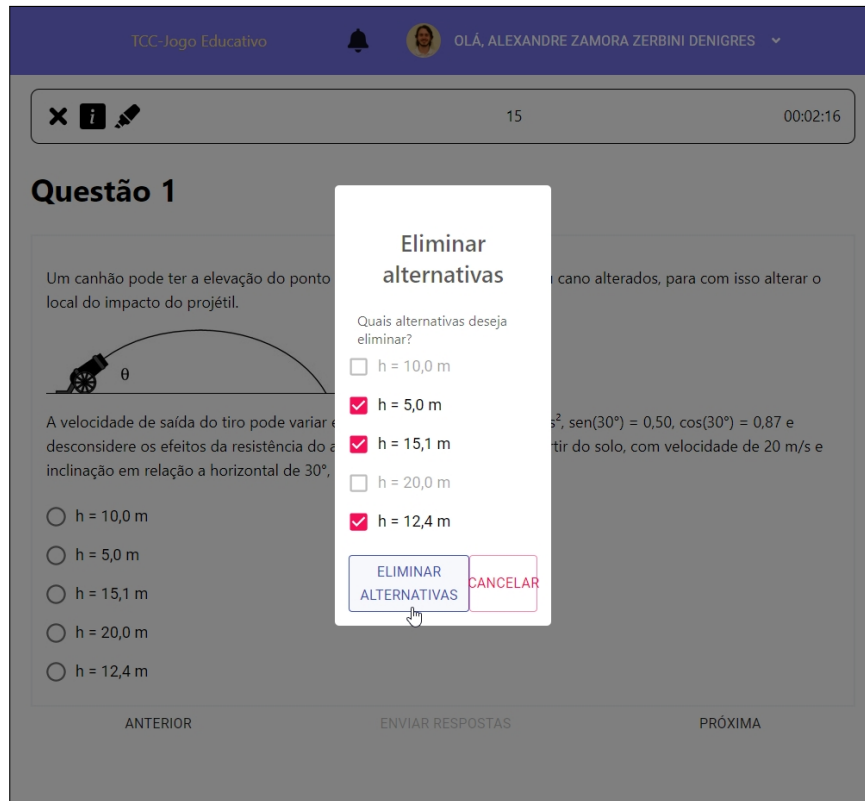 TCC-Jogo Educativo
OLÁ, ALEXANDRE ZAMORA ZERBINI DENIGRES
i
15
00:02:16
Questão 1
Um canhão pode ter a elevação do ponto
cano alterados, para com isso alterar o
local do impacto do projétil.
θ
A velocidade de saída do tiro pode variar
s², sen(30°) = 0,50, cos(30°) = 0,87 e
desconsidere os efeitos da resistência do
com velocidade de 20 m/s e
inclinação em relação a horizontal de 30°,
h = 10,0 m
h = 5,0 m
h = 15,1 m
h = 20,0 m
h = 12,4 m
Eliminar
alternativas
Quais alternativas deseja
eliminar?
h = 10,0 m
h = 5,0 m
h = 15,1 m
h = 20,0 m
h = 12,4 m
ELIMINAR
ALTERNATIVAS
CANCELAR
ANTERIOR
ENVIAR RESPOSTAS
PRÓXIMA